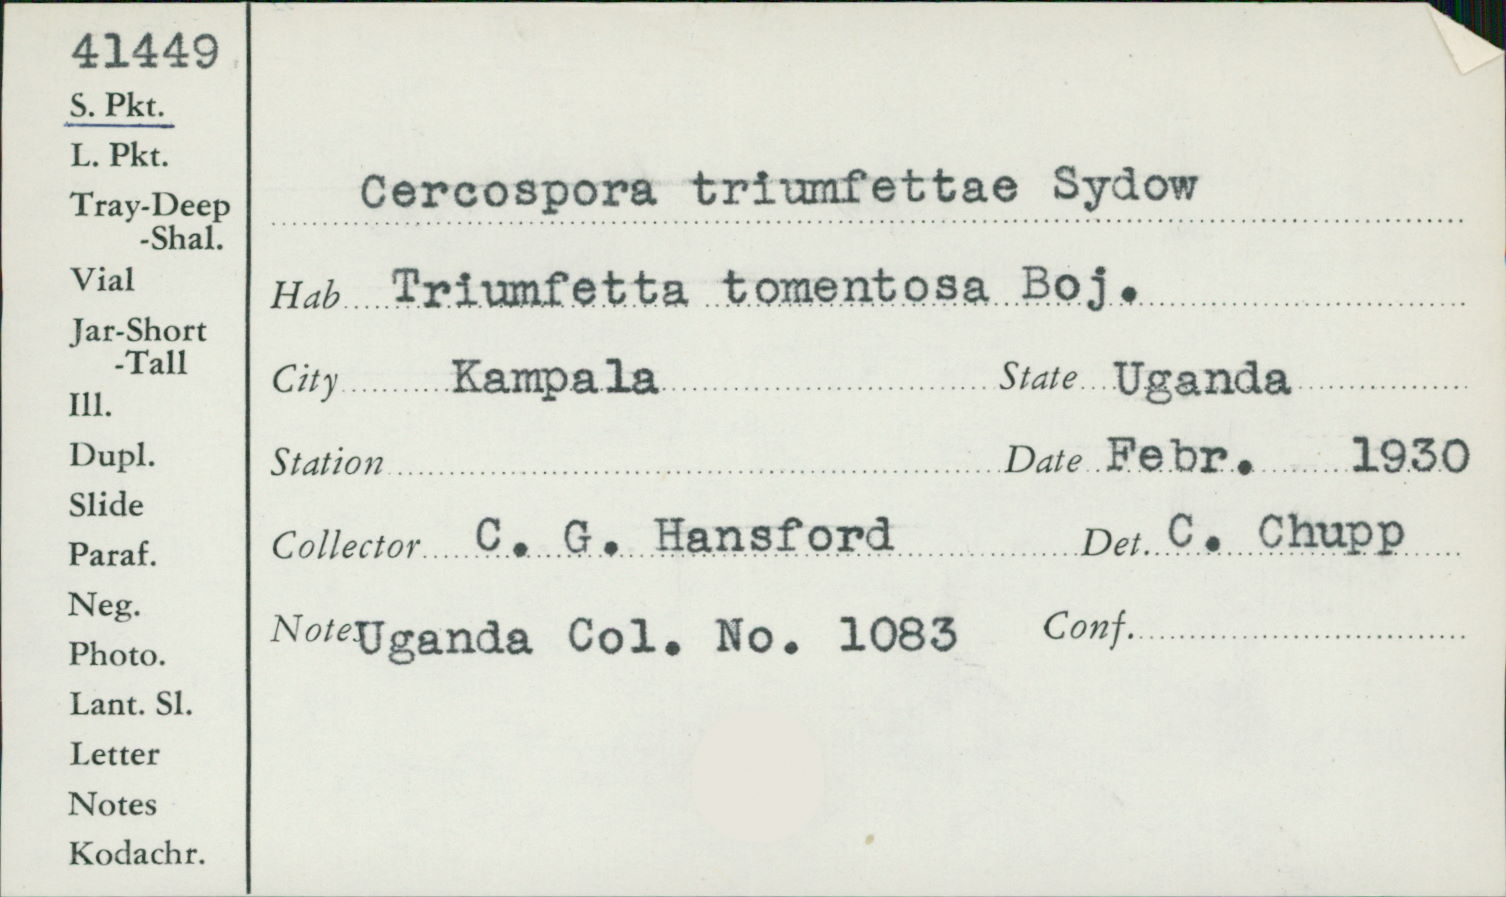 41449
S. Pkt.
L. Pkt.
Tray-Deep
-Shal.
Vial
Jar-Short
-Tall
Ill.
Dupl.
Slide
Paraf.
Neg.
Photo.
Lant. Sl.
Letter
Notes
Kodachr.
Cercospora triumfettae Sydow
Hab Triumfetta tomentosa Boj.
City Kampala State Uganda
Station Date Febr. 1930
Collector C. G. Hansford Det. C. Chupp
Notes Uganda Col. No. 1083 Conf.